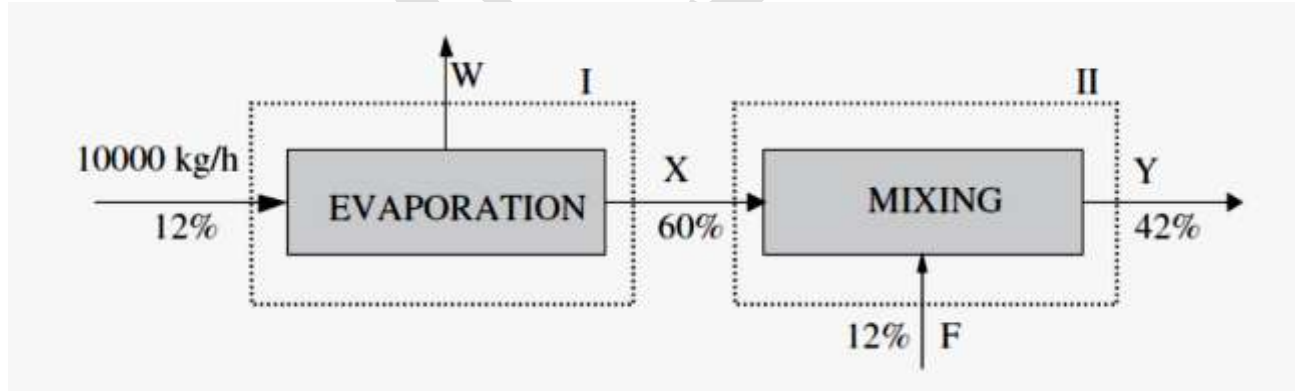 W
I
II
10000 kg/h
12%
EVAPORATION
X
60%
MIXING
Y
42%
12%
F